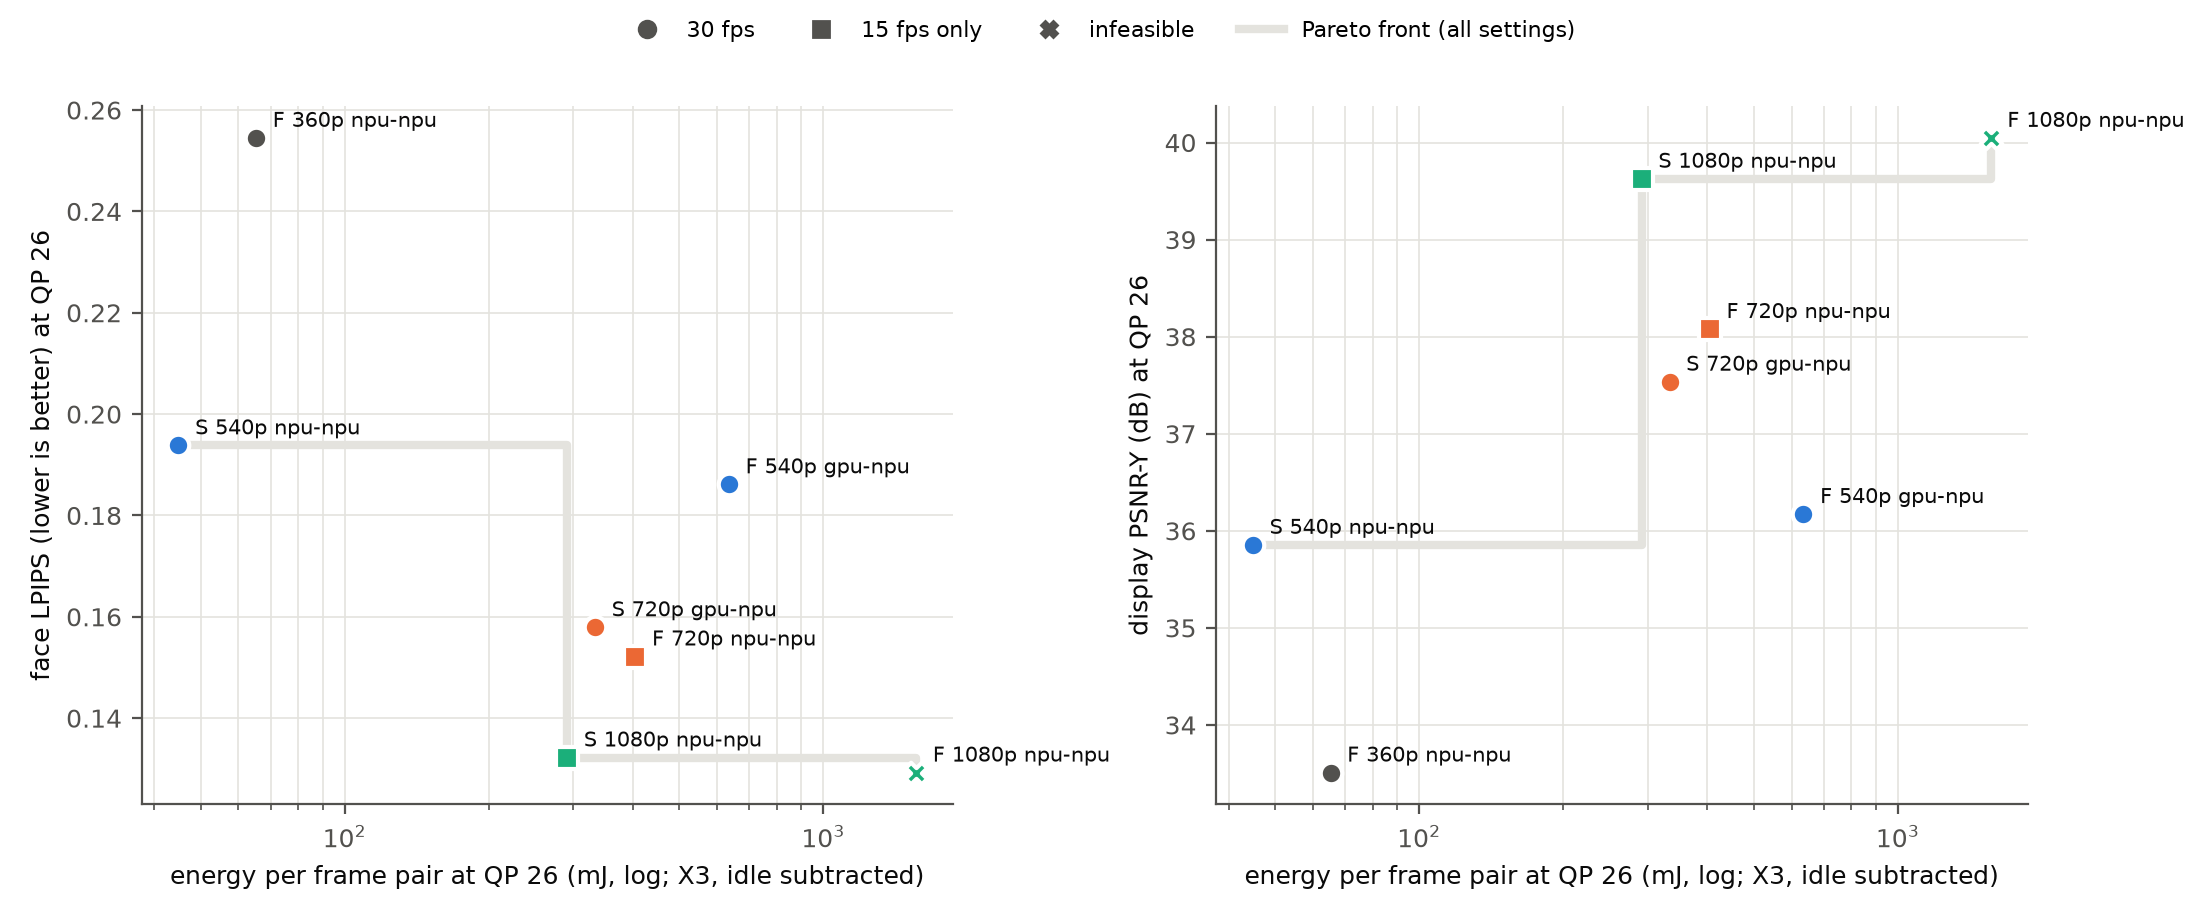 30 fps
15 fps only
infeasible
Pareto front (all settings)
face LPIPS (lower is better) at QP 26
0.26
0.24
0.22
0.20
0.18
0.16
0.14
F 360p npu-npu
S 540p npu-npu
F 540p gpu-npu
S 720p gpu-npu
F 720p npu-npu
S 1080p npu-npu
F 1080p npu-npu
10²
10³
energy per frame pair at QP 26 (mJ, log; X3, idle subtracted)
display PSNR-Y (dB) at QP 26
40
39
38
37
36
35
34
F 1080p npu-npu
S 1080p npu-npu
F 720p npu-npu
S 720p gpu-npu
F 540p gpu-npu
S 540p npu-npu
F 360p npu-npu
10²
10³
energy per frame pair at QP 26 (mJ, log; X3, idle subtracted)